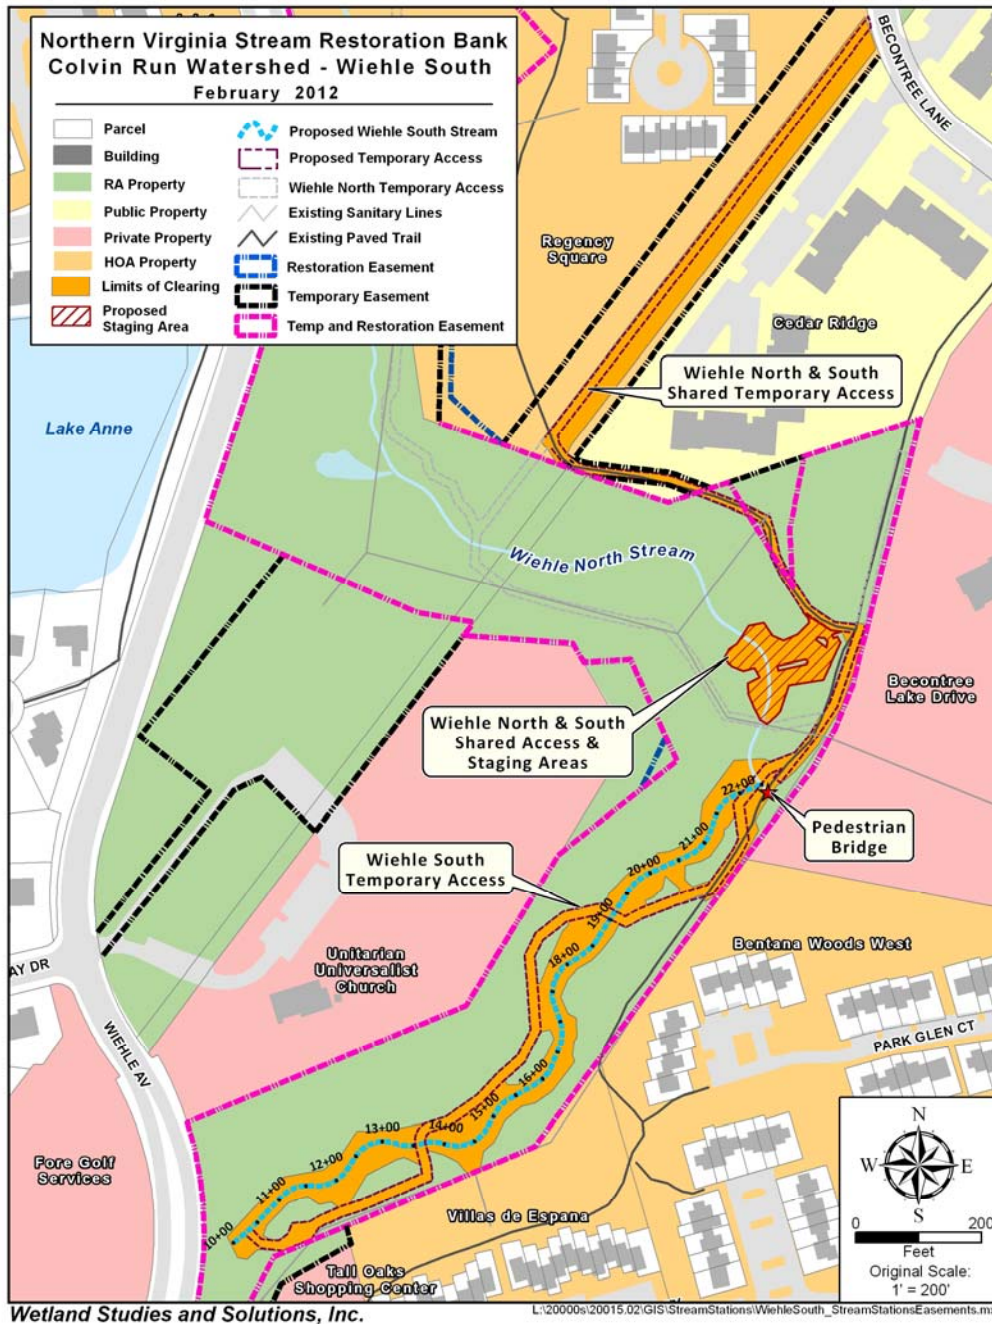 Northern Virginia Stream Restoration Bank
Colvin Run Watershed - Wiehle South
February 2012
Parcel
Building
RA Property
Public Property
Private Property
HOA Property
Limits of Clearing
Proposed
Staging Area
Proposed Wiehle South Stream
Proposed Temporary Access
Wiehle North Temporary Access
Existing Sanitary Lines
Existing Paved Trail
Restoration Easement
Temporary Easement
Temp and Restoration Easement
BECONTREE LANE
Regency
Square
Cedar Ridge
Wiehle North & South
Shared Temporary Access
Lake Anne
Wiehle North Stream
Becontree
Lake Drive
Wiehle North & South
Shared Access &
Staging Areas
22+00
Pedestrian
Bridge
21+00
Wiehle South
Temporary Access
20+00
19+00
18+00
Bentana Woods West
Unitarian
Universalist
Church
AY DR
WIEHLE AV
PARK GLEN CT
16+00
15+00
14+00
13+00
12+00
11+00
10+00
Fore Golf
Services
Villas de Espana
Tall Oaks
Shopping Center
N
W E
S
0 200
Feet
Original Scale:
1' = 200'
Wetland Studies and Solutions, Inc.
L:\20000s\20015.02\GIS\StreamStations\WiehleSouth_StreamStationsEasements.mx